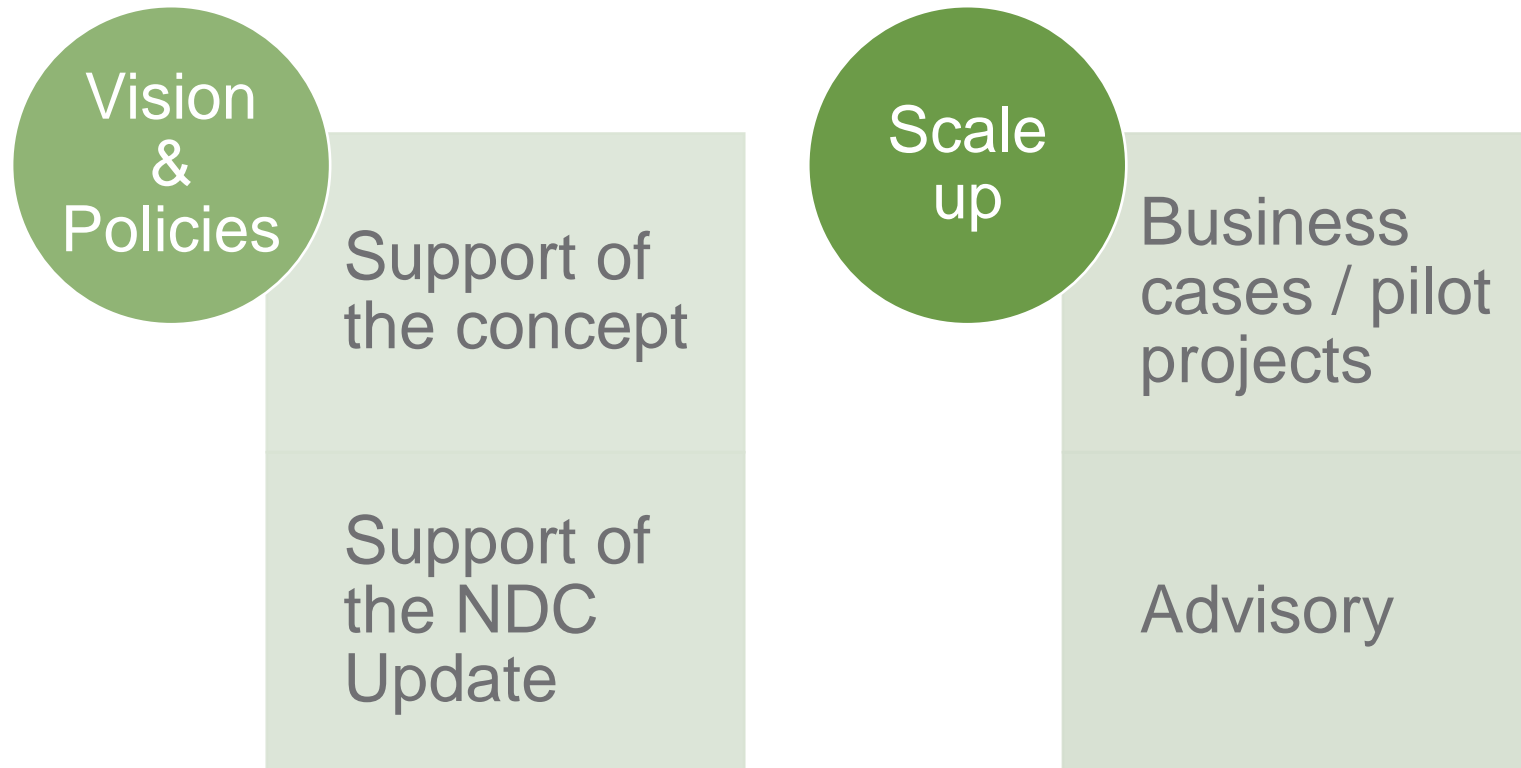 Vision
&
Policies
Support of
the concept
Support of
the NDC
Update
Scale
up
Business
cases / pilot
projects
Advisory